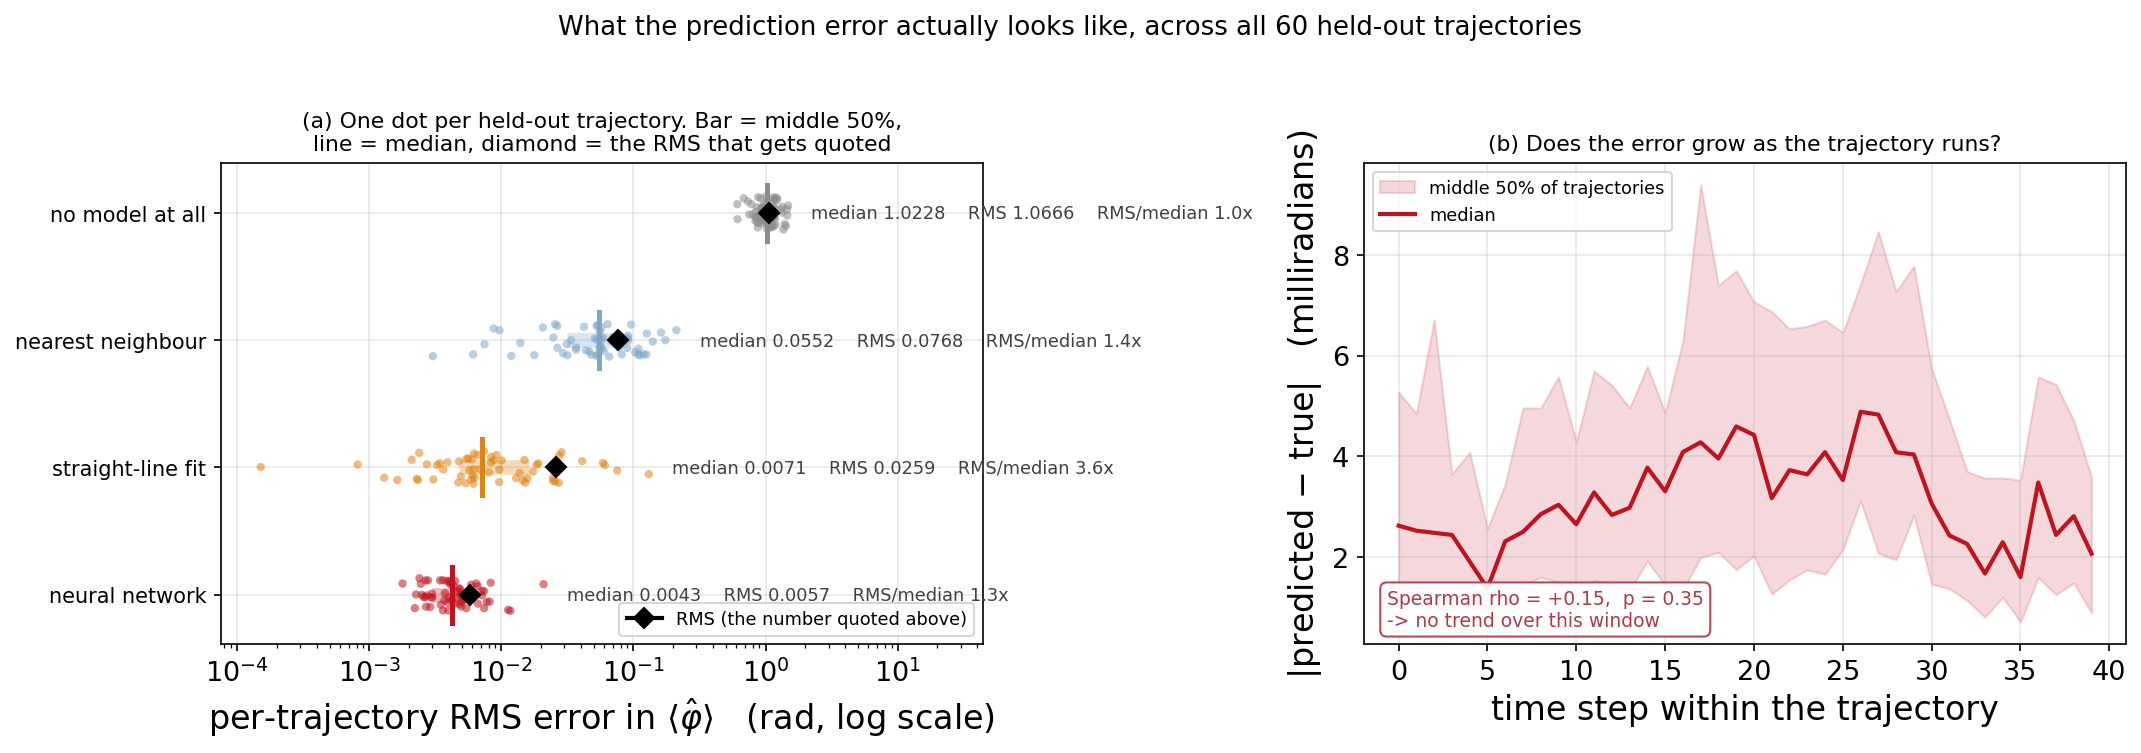 What the prediction error actually looks like, across all 60 held-out trajectories
(a) One dot per held-out trajectory. Bar = middle 50%,
line = median, diamond = the RMS that gets quoted
no model at all
median 1.0228 RMS 1.0666 RMS/median 1.0x
nearest neighbour
median 0.0552 RMS 0.0768 RMS/median 1.4x
straight-line fit
median 0.0071 RMS 0.0259 RMS/median 3.6x
neural network
median 0.0043 RMS 0.0057 RMS/median 1.3x
RMS (the number quoted above)
10⁻⁴ 10⁻³ 10⁻² 10⁻¹ 10⁰ 10¹
per-trajectory RMS error in ⟨φ̂⟩ (rad, log scale)
(b) Does the error grow as the trajectory runs?
middle 50% of trajectories
median
|predicted − true| (milliradians)
8
6
4
2
Spearman rho = +0.15, p = 0.35
-> no trend over this window
0 5 10 15 20 25 30 35 40
time step within the trajectory